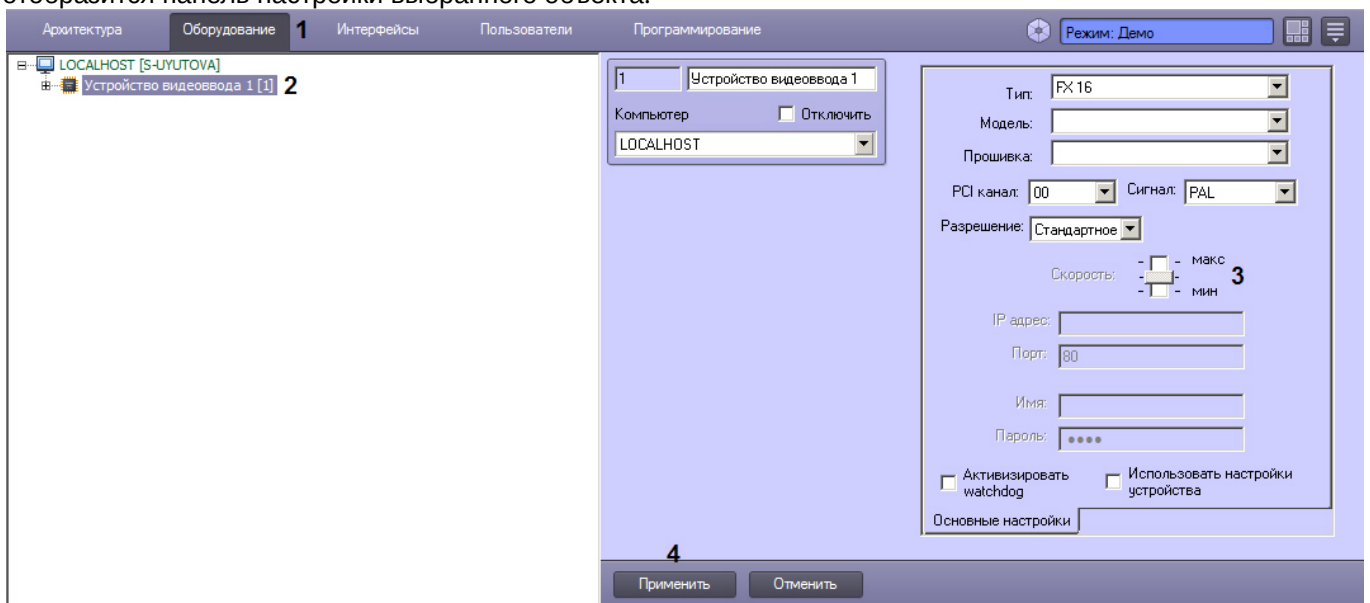 отобразится панель настройки выбранного объекта.
Архитектура Оборудование 1 Интерфейсы Пользователи Программирование Режим: Демо
LOCALHOST [S-UYUTOVA]
Устройство видеоввода 1 [1] 2
1 Устройство видеоввода 1
Компьютер Отключить
LOCALHOST
Тип: FX 16
Модель:
Прошивка:
PCI канал: 00 Сигнал: PAL
Разрешение: Стандартное
Скорость: макс
мин
3
IP адрес:
Порт: 80
Имя:
Пароль: ••••
Активизировать watchdog
Использовать настройки устройства
Основные настройки
4
Применить Отменить